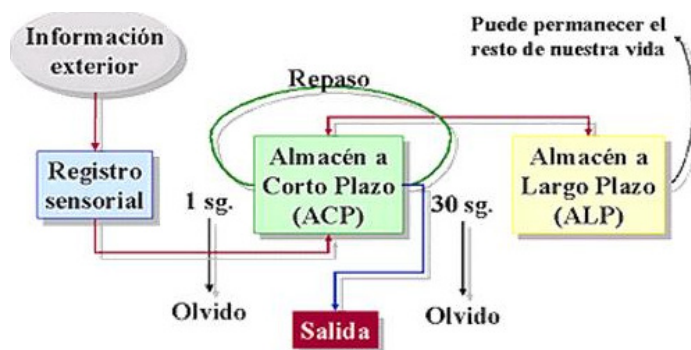 Información
exterior
Puede permanecer el
resto de nuestra vida
Repaso
Registro
sensorial
1 sg.
Almacén a
Corto Plazo
(ACP)
30 sg.
Almacén a
Largo Plazo
(ALP)
Olvido
Salida
Olvido